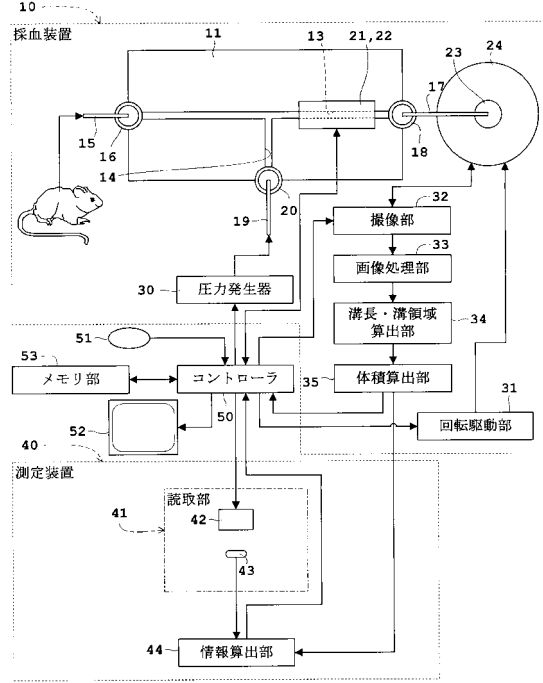 10
採血装置
11
13
21,22
24
23
17
15
16
14
18
20
19
32
撮像部
33
画像処理部
30
圧力発生器
溝長・溝領域
算出部
34
51
53
メモリ部
コントローラ
50
35
体積算出部
31
回転駆動部
52
40
測定装置
読取部
41
42
43
44
情報算出部